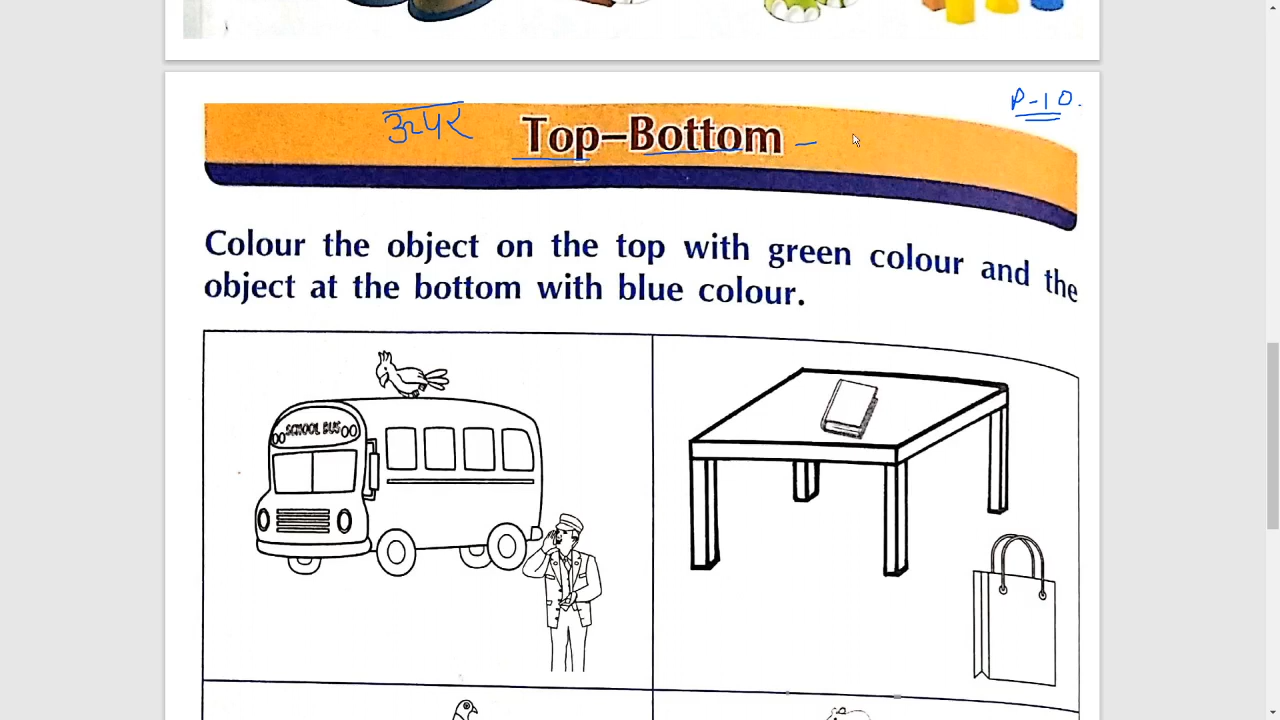 P-10.
ऊपर
Top–Bottom –
Colour the object on the top with green colour and the
object at the bottom with blue colour.
SCHOOL BUS